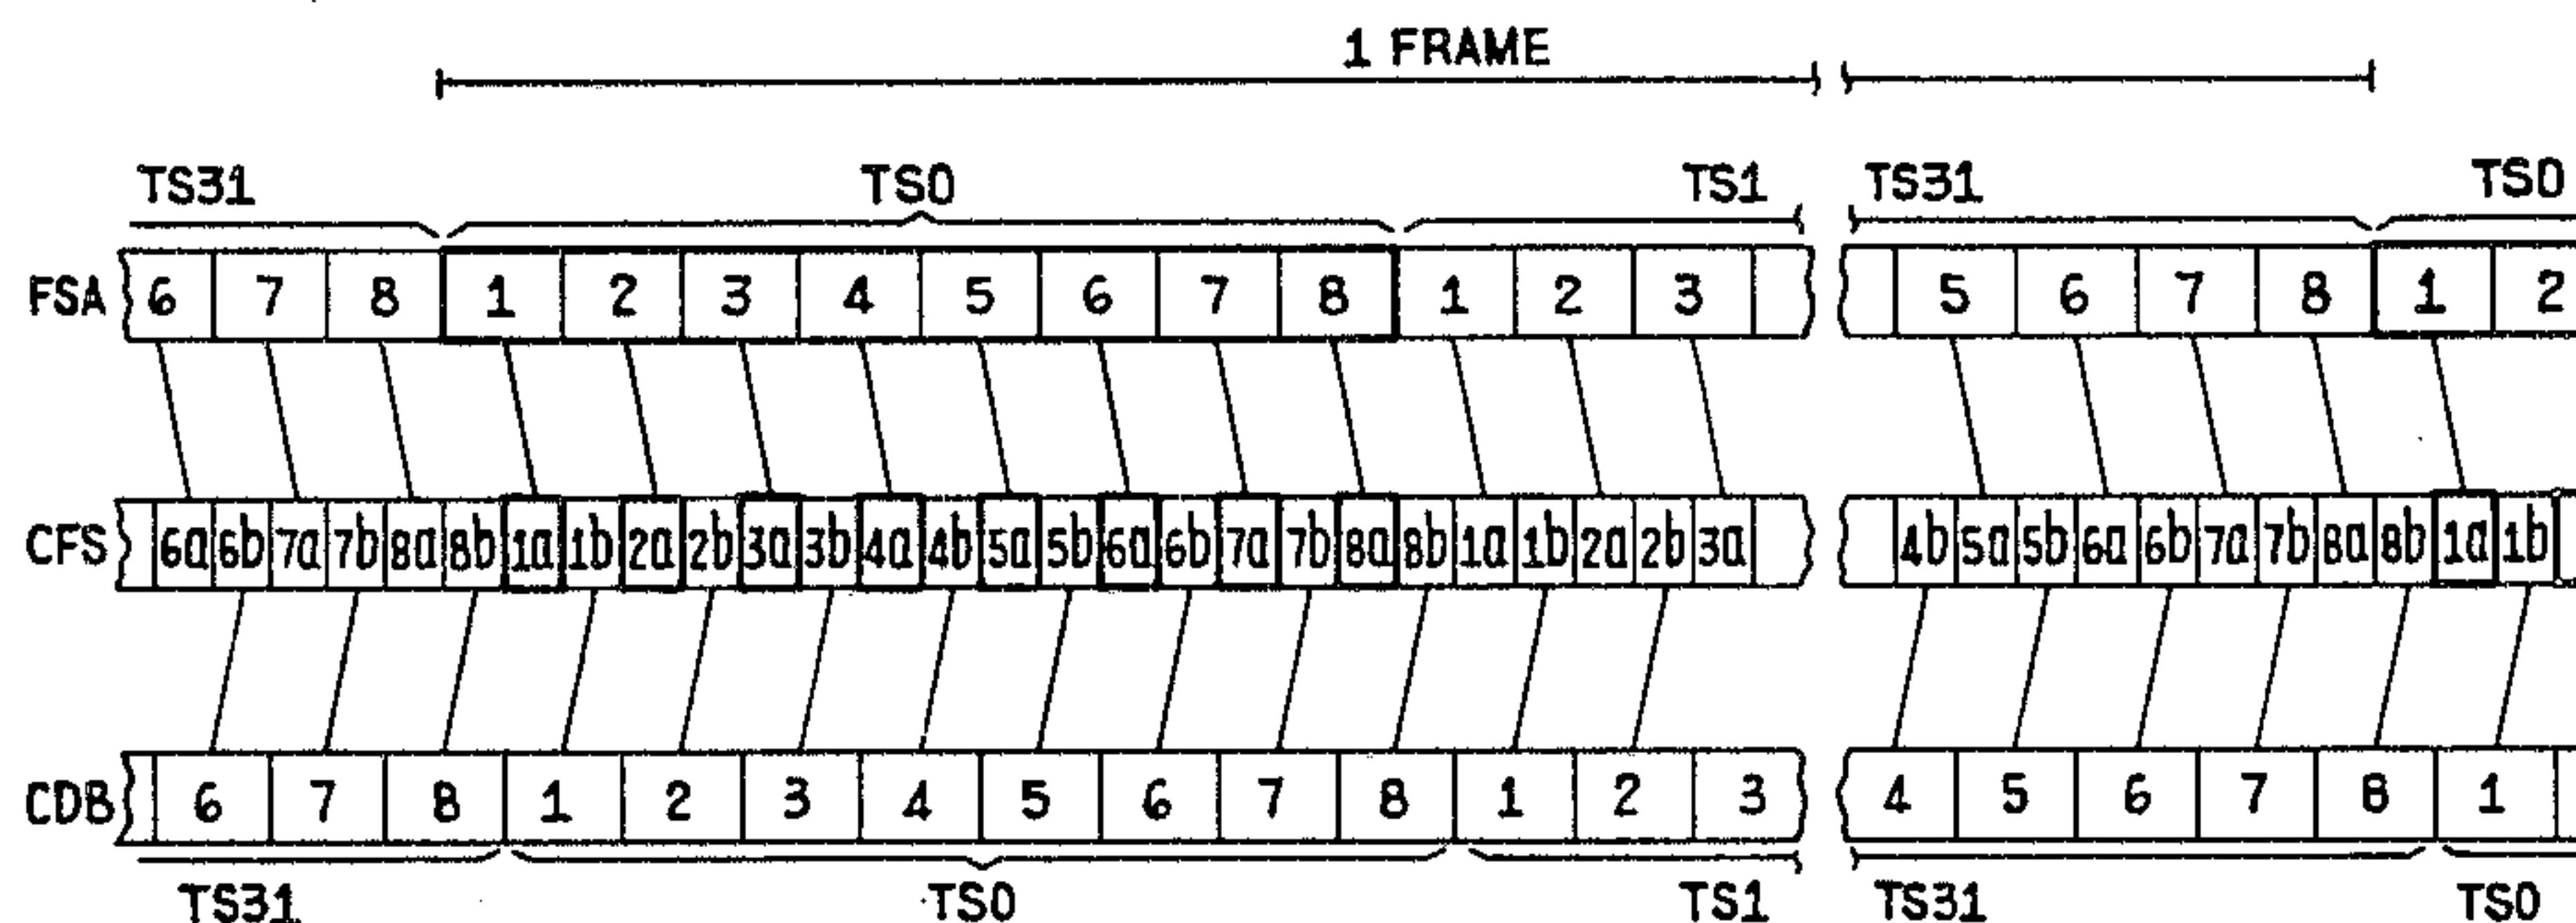 1 FRAME
TS31 TS0 TS1 TS31 TS0
FSA 6 7 8 1 2 3 4 5 6 7 8 1 2 3 5 6 7 8 1 2
CFS 6a 6b 7a 7b 8a 8b 1a 1b 2a 2b 3a 3b 4a 4b 5a 5b 6a 6b 7a 7b 8a 8b 1a 1b 2a 2b 3a 4b 5a 5b 6a 6b 7a 7b 8a 8b 1a 1b
CDB 6 7 8 1 2 3 4 5 6 7 8 1 2 3 4 5 6 7 8 1
TS31 TS0 TS1 TS31 TS0